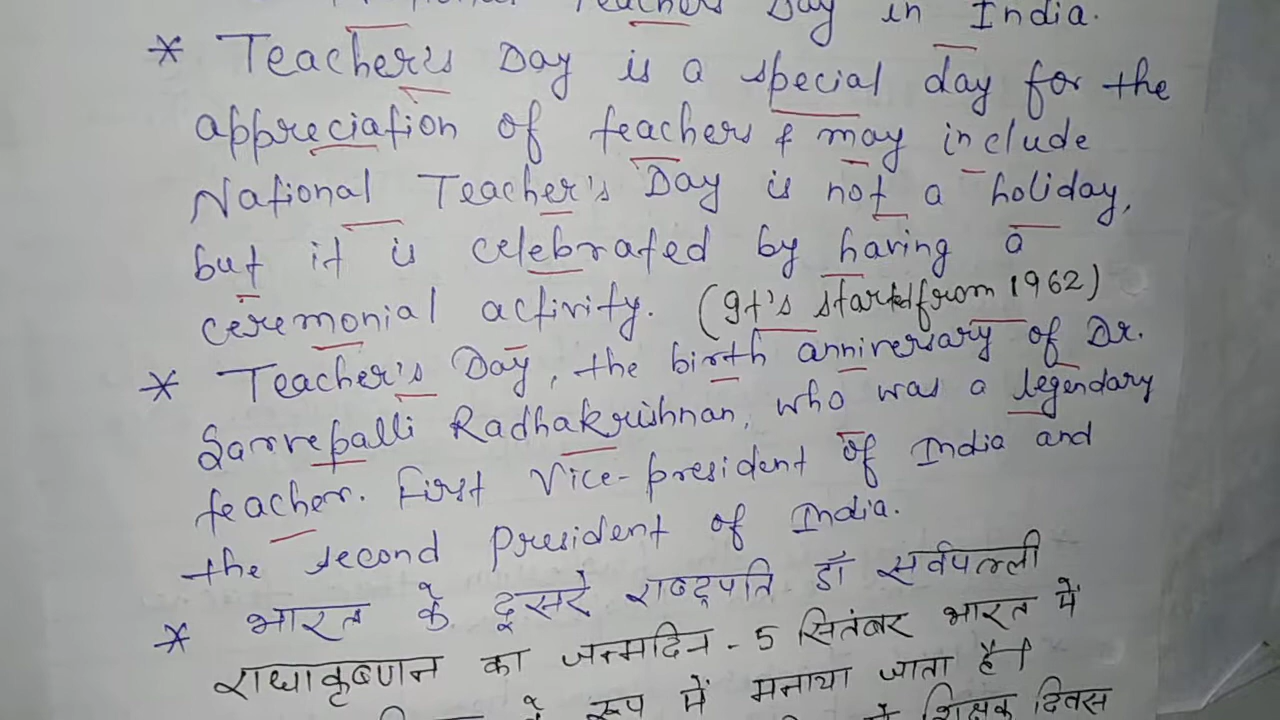 Teachers Day in India.
* Teacher's Day is a special day for the
appreciation of teachers & may include
National Teacher's Day is not a holiday,
but it is celebrated by having a
ceremonial activity. (It's started from 1962)
* Teacher's Day, the birth anniversary of Dr.
Sarvepalli Radhakrishnan, who was a legendary
teacher. First Vice-president of India and
the second President of India.
* भारत के दूसरे राष्ट्रपति डॉ सर्वपल्ली
राधाकृष्णन का जन्मदिन - 5 सितंबर भारत में
रूप में मनाया जाता है।
शिक्षक दिवस